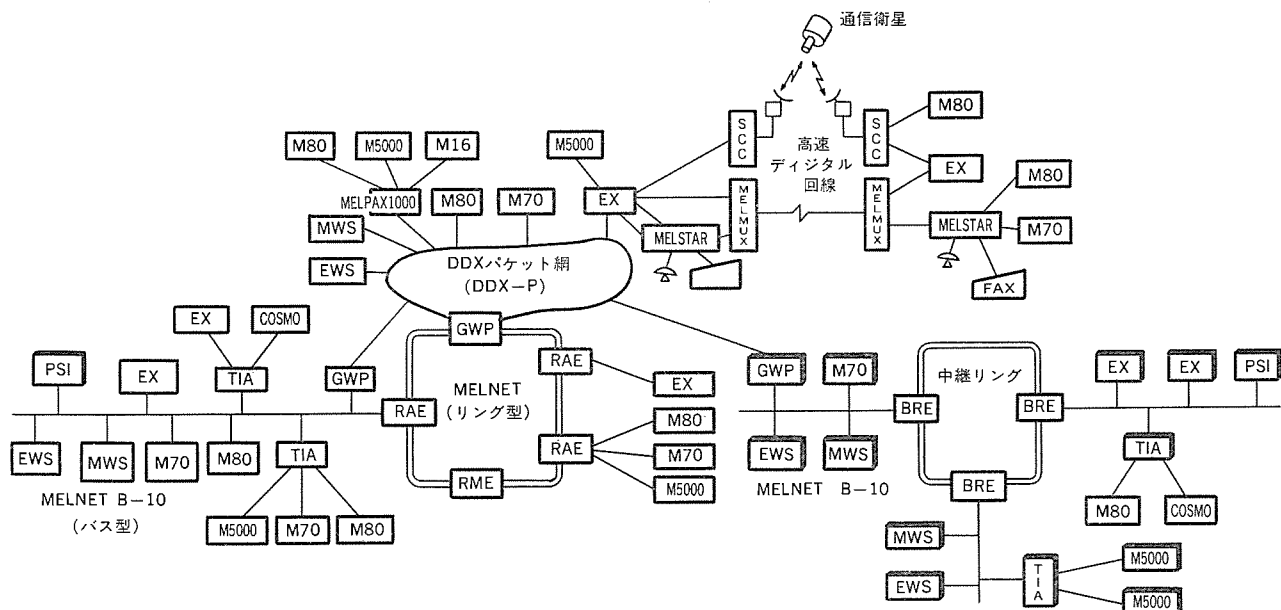 通信衛星
SCC
SCC
M80
高速
ディジタル
回線
M80
M5000
M16
M5000
EX
EX
MELPAX1000
M80
M70
MELMUX
MELMUX
M80
MWS
MELSTAR
MELSTAR
M70
EWS
DDXパケット網
(DDX-P)
FAX
EX
COSMO
GWP
PSI
EX
TIA
GWP
RAE
EX
RAE
MELNET
(リング型)
M80
RAE
M70
M5000
RME
EWS
MWS
M70
M80
TIA
MELNET B-10
(バス型)
M5000
M70
M80
GWP
M70
中継リング
EX
EX
PSI
BRE
BRE
EWS
MWS
MELNET B-10
BRE
TIA
M80
COSMO
MWS
EWS
TIA
M5000
M5000